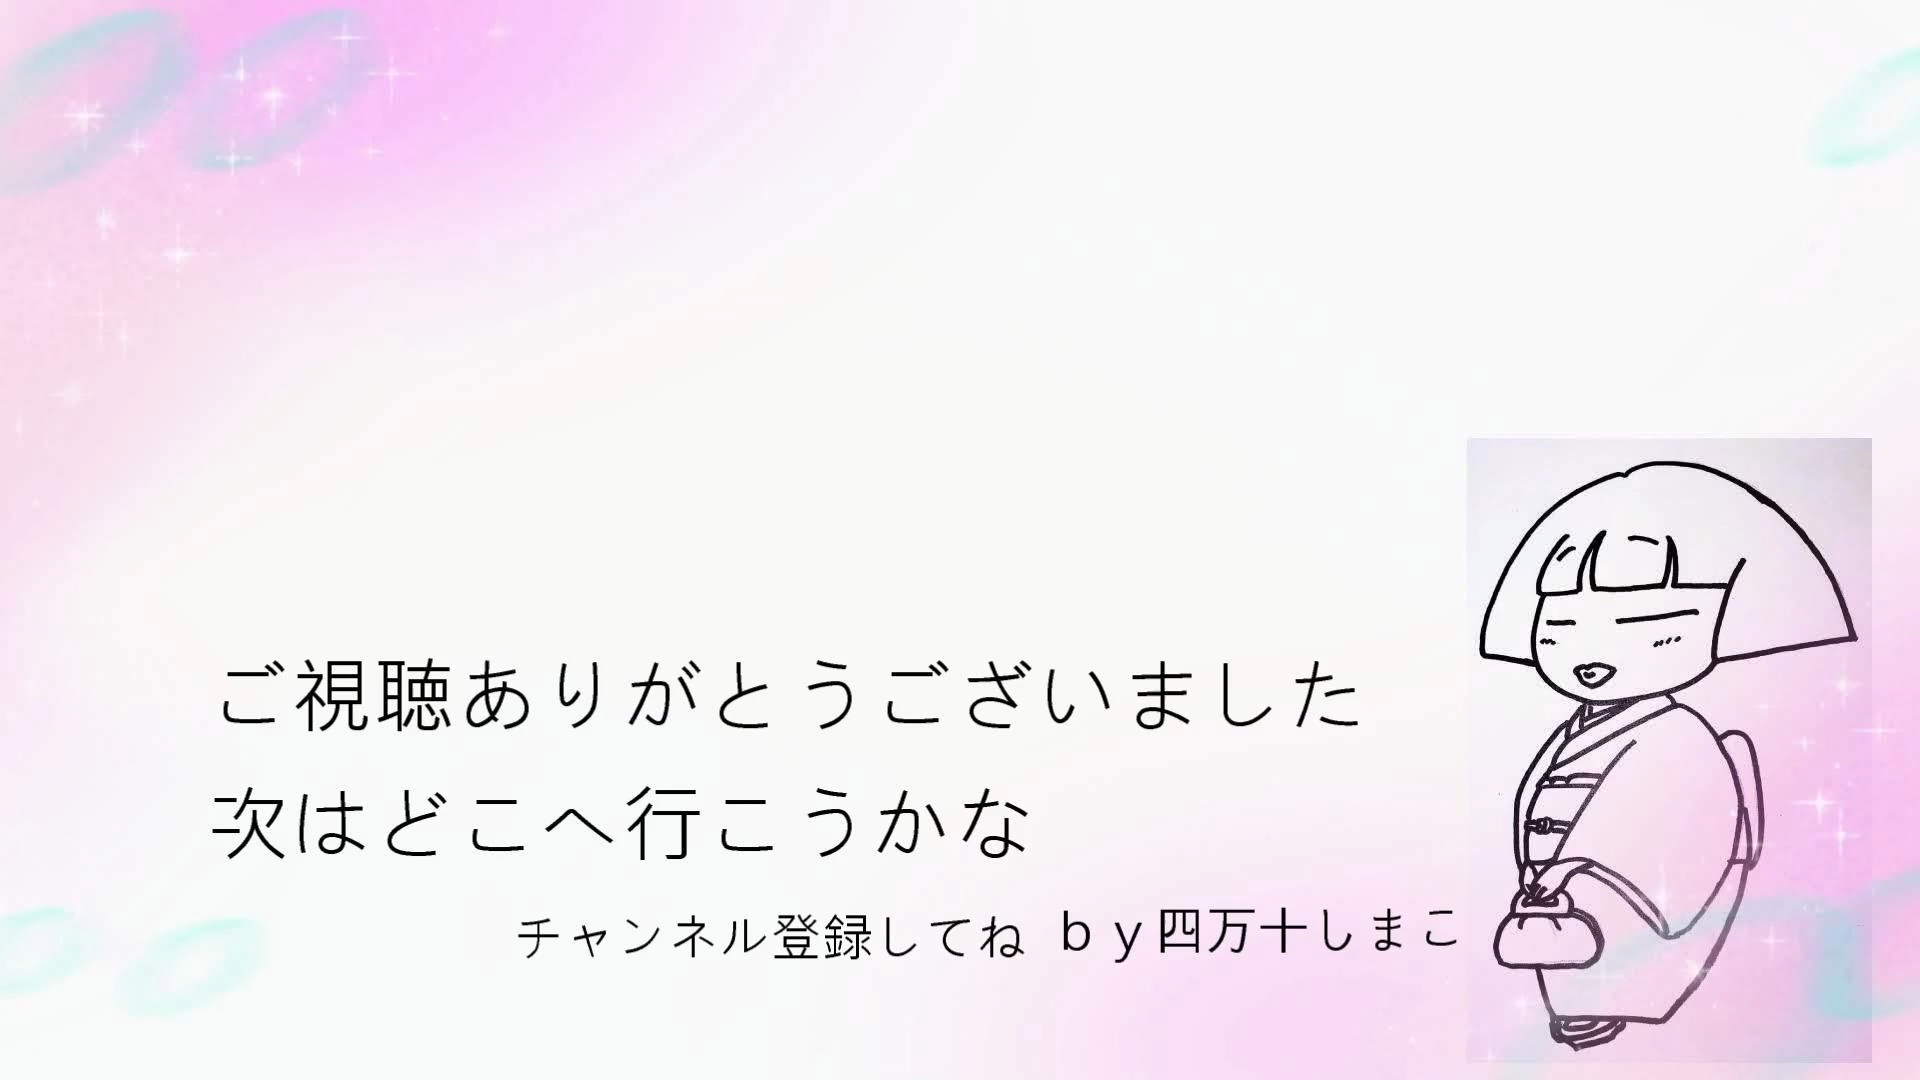 ご視聴ありがとうございました
次はどこへ行こうかな
チャンネル登録してね ｂｙ四万十しまこ